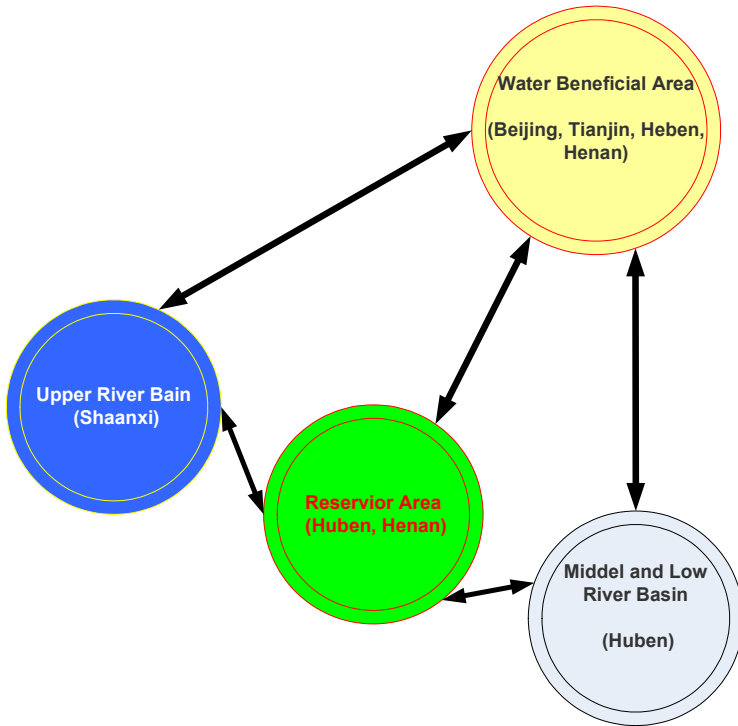 Water Beneficial Area
(Beijing, Tianjin, Heben,
Henan)
Upper River Bain
(Shaanxi)
Reservior Area
(Huben, Henan)
Middel and Low
River Basin
(Huben)